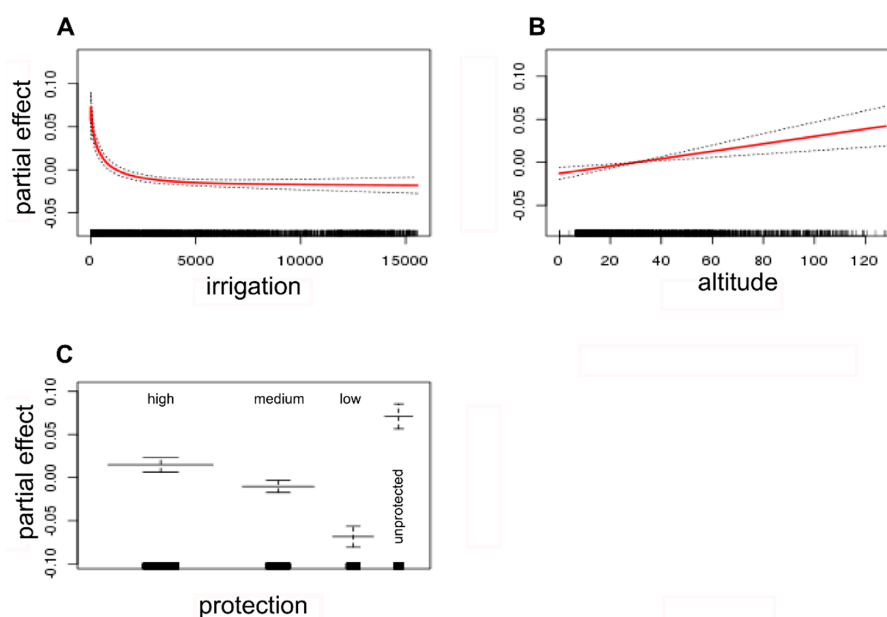 A
partial effect
0.10
0.05
0.00
-0.05
0
5000
10000
15000
irrigation
B
0.10
0.05
0.00
-0.05
0
20
40
60
80
100
120
altitude
C
partial effect
0.10
0.05
0.00
-0.05
-0.10
high
medium
low
unprotected
protection